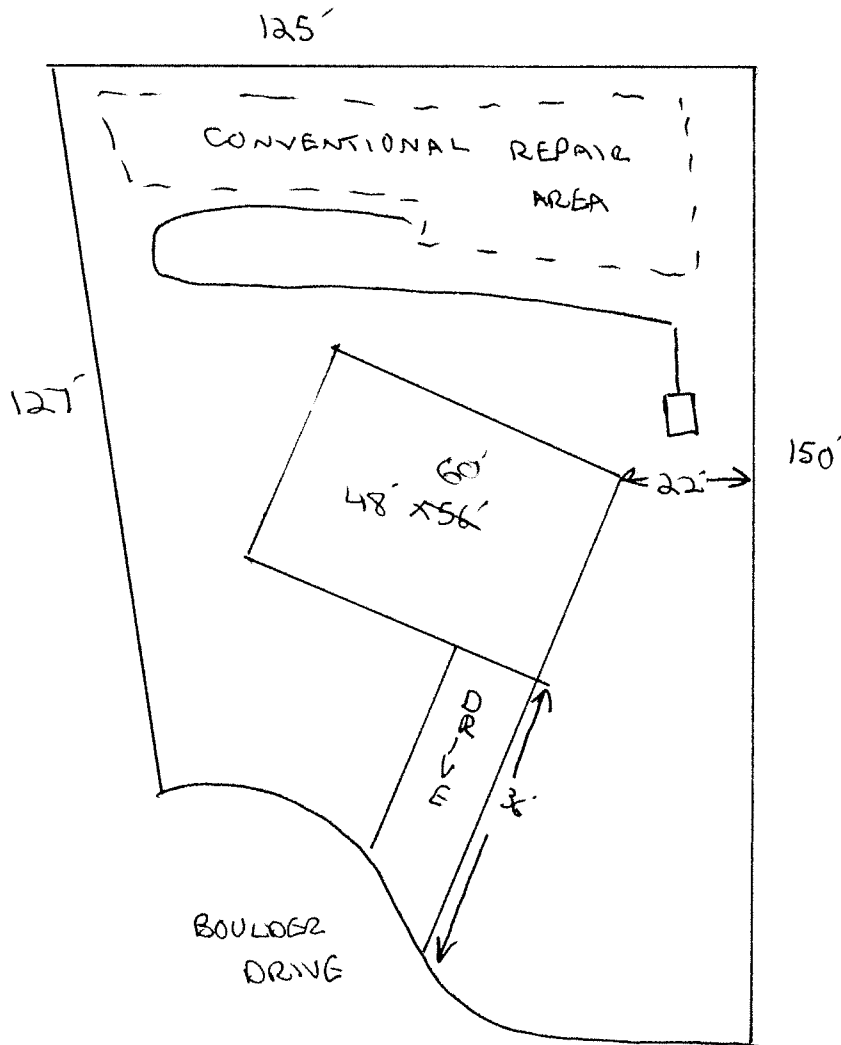 125'
CONVENTIONAL REPAIR
AREA
127'
150'
22'
60'
48' x 56'
DRIVE
BOULDER
DRIVE